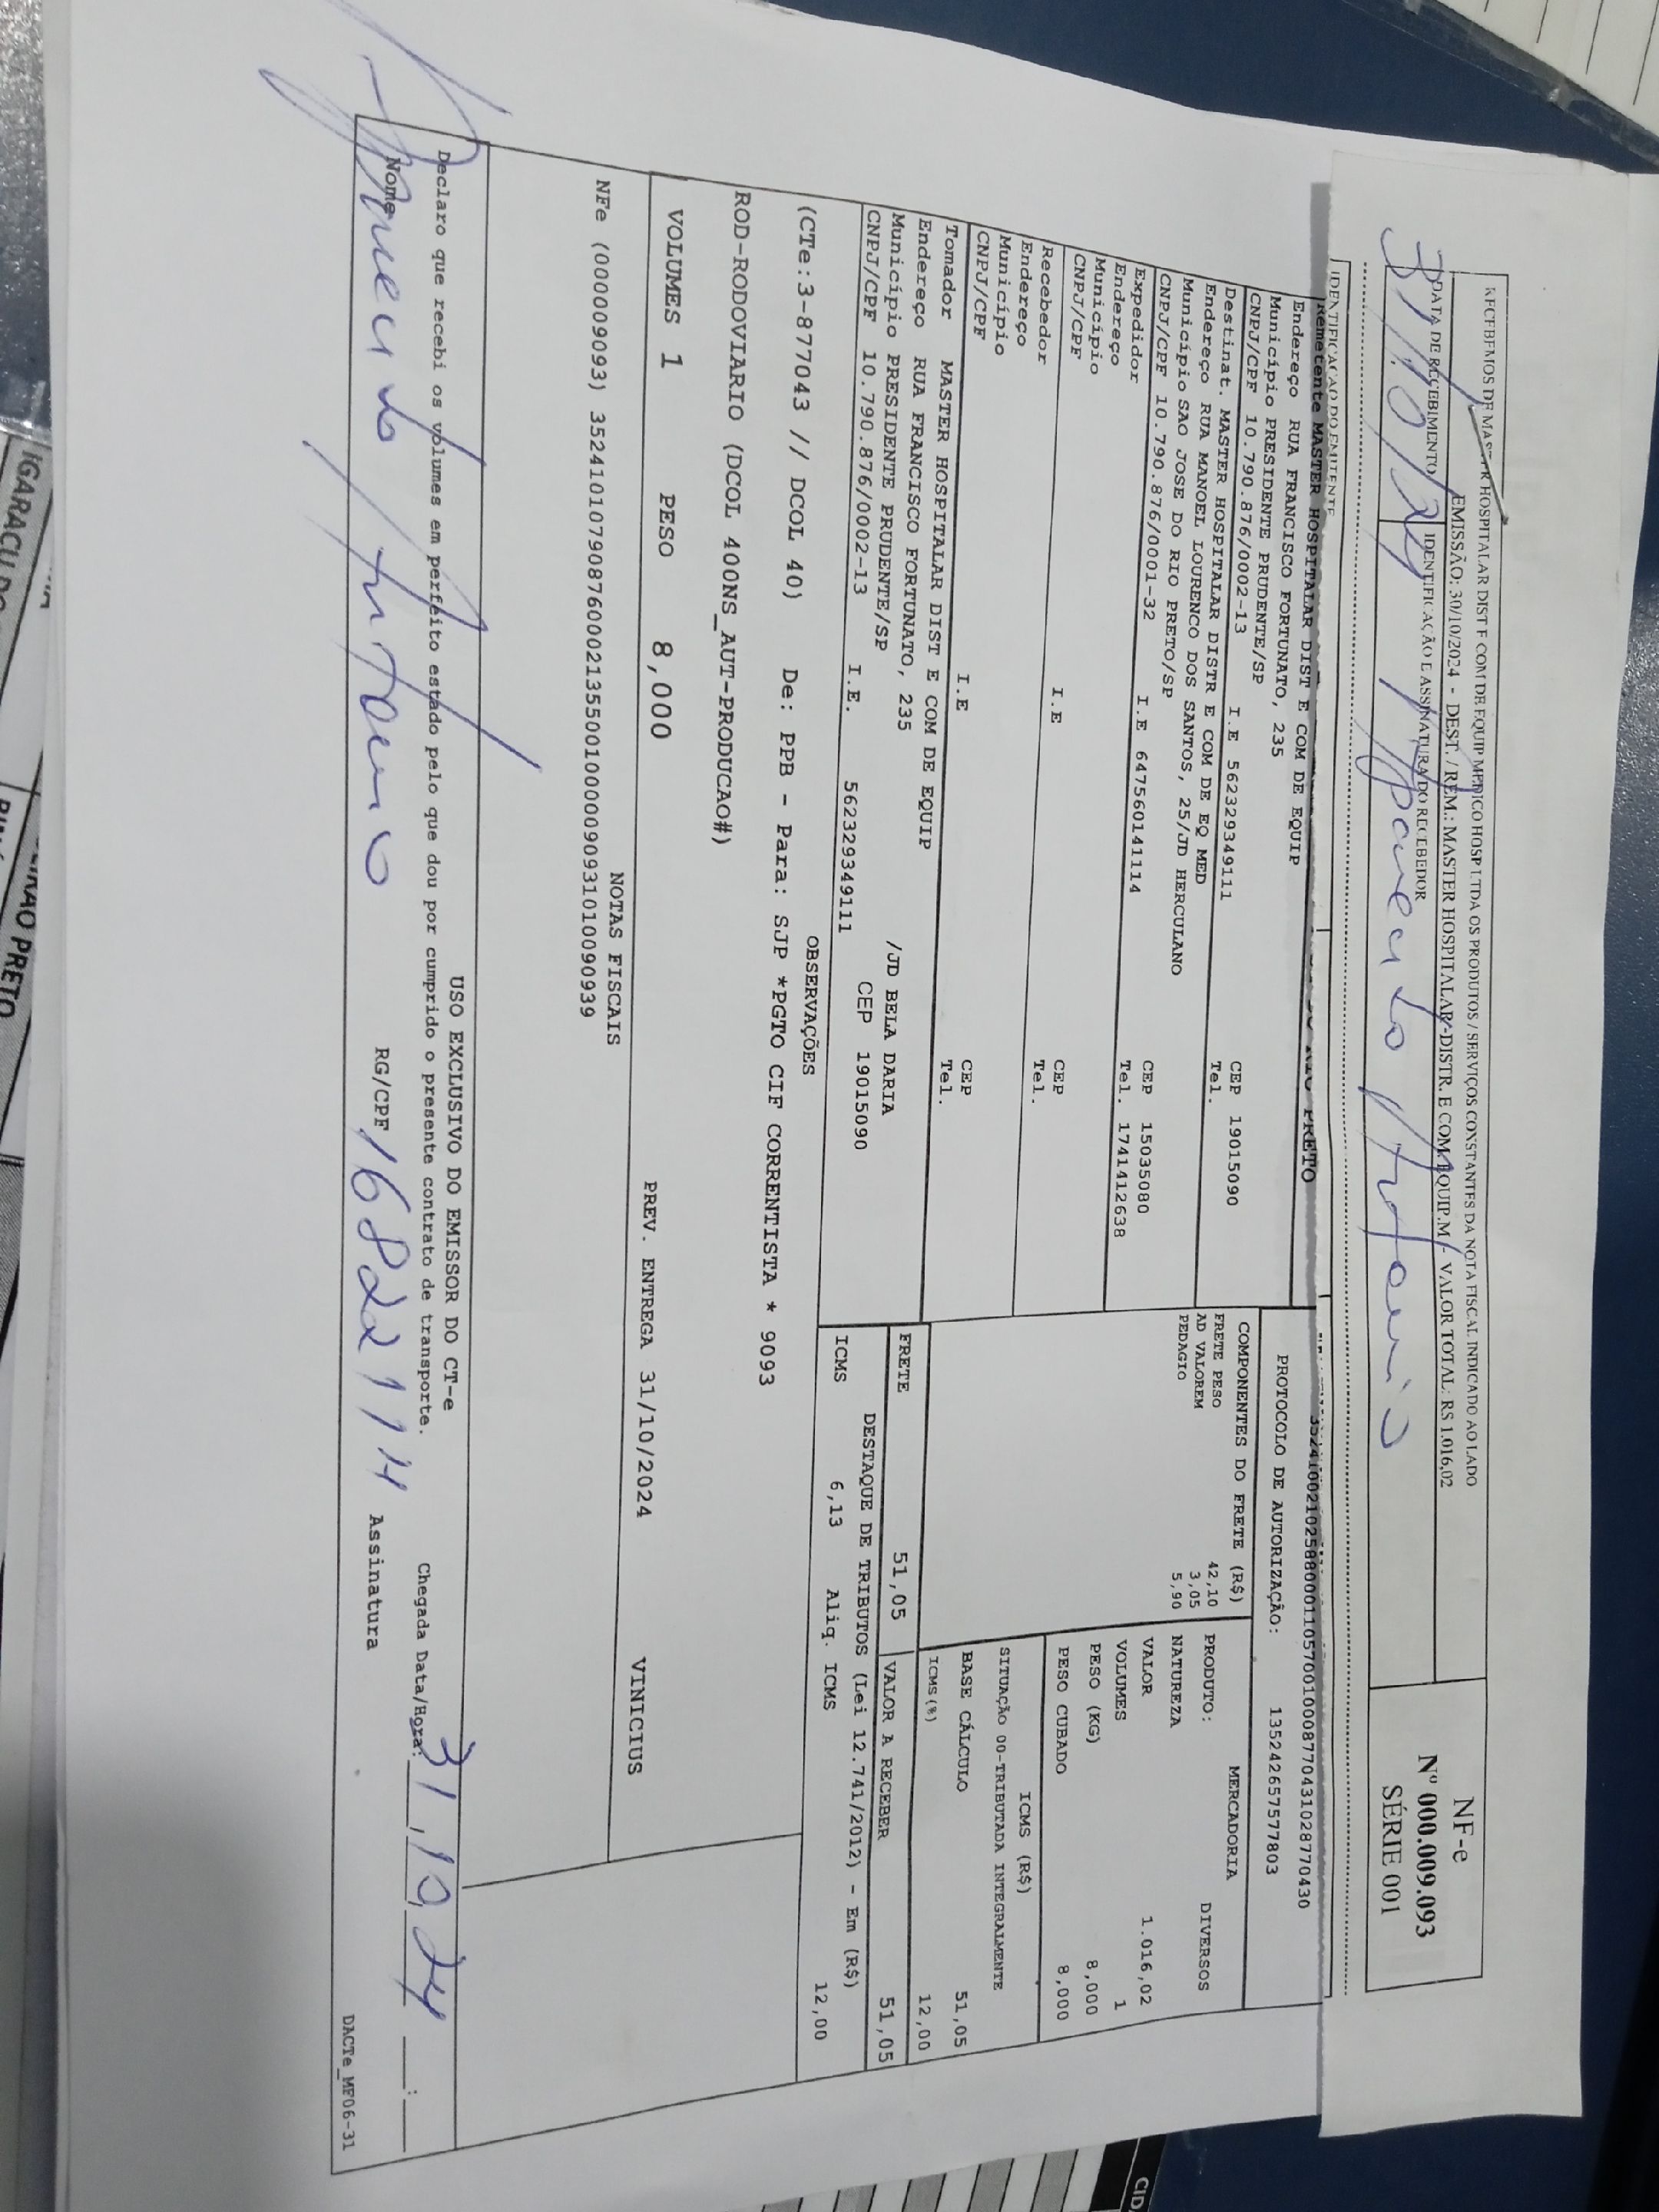 RECEBEMOS DE MASTER HOSPITALAR DIST E COM DE EQUIP MEDICO HOSP LTDA OS PRODUTOS / SERVIÇOS CONSTANTES DA NOTA FISCAL INDICADO AO LADO
EMISSÃO: 30/10/2024 - DEST. / REM.: MASTER HOSPITALAR-DISTR. E COM. EQUIP.M - VALOR TOTAL: R$ 1.016,02
DATA DE RECEBIMENTO IDENTIFICAÇÃO E ASSINATURA DO RECEBEDOR
31/10/24
NF-e
Nº 000.009.093
SÉRIE 001
IDENTIFICAÇÃO DO EMITENTE
Remetente MASTER HOSPITALAR DIST E COM DE EQUIP
Endereço RUA FRANCISCO FORTUNATO, 235
Município PRESIDENTE PRUDENTE/SP CEP 19015090
CNPJ/CPF 10.790.876/0002-13 I.E 562329349111 Tel.
Destinat. MASTER HOSPITALAR DISTR E COM DE EQ MED
Endereço RUA MANOEL LOURENCO DOS SANTOS, 25/JD HERCULANO
Município SAO JOSE DO RIO PRETO/SP CEP 15035080
CNPJ/CPF 10.790.876/0001-32 I.E 647560141114 Tel. 1741412638
Expedidor
Endereço
Município CEP
CNPJ/CPF I.E Tel.
Recebedor
Endereço
Município CEP
CNPJ/CPF I.E Tel.
Tomador MASTER HOSPITALAR DIST E COM DE EQUIP
Endereço RUA FRANCISCO FORTUNATO, 235 /JD BELA DARIA
Município PRESIDENTE PRUDENTE/SP CEP 19015090
CNPJ/CPF 10.790.876/0002-13 I.E. 562329349111
35241002102588000110570010008770431028770430
PROTOCOLO DE AUTORIZAÇÃO: 135242657577803
COMPONENTES DO FRETE (R$)
FRETE PESO 42,10
AD VALOREM 3,05
PEDAGIO 5,90
MERCADORIA
PRODUTO: DIVERSOS
NATUREZA
VALOR 1.016,02
VOLUMES 1
PESO (KG) 8,000
PESO CUBADO 8,000
ICMS (R$)
SITUAÇÃO 00-TRIBUTADA INTEGRALMENTE
BASE CÁLCULO 51,05
ICMS(%) 12,00
FRETE 51,05 VALOR A RECEBER 51,05
DESTAQUE DE TRIBUTOS (Lei 12.741/2012) - Em (R$)
ICMS 6,13 Aliq. ICMS 12,00
OBSERVAÇÕES
(CTe:3-877043 // DCOL 40) De: PPB - Para: SJP *PGTO CIF CORRENTISTA * 9093
ROD-RODOVIARIO (DCOL 400NS_AUT-PRODUCAO#)
VOLUMES 1 PESO 8,000 PREV. ENTREGA 31/10/2024 VINICIUS
NOTAS FISCAIS
NFe (000009093) 35241010790876000213550010000090931010090939
USO EXCLUSIVO DO EMISSOR DO CT-e
Declaro que recebi os volumes em perfeito estado pelo que dou por cumprido o presente contrato de transporte. Chegada Data/Hora: 31,10,24 __:__
Nome RG/CPF 168221114 Assinatura
DACTe_MF06-31
IGARACU DO
CID